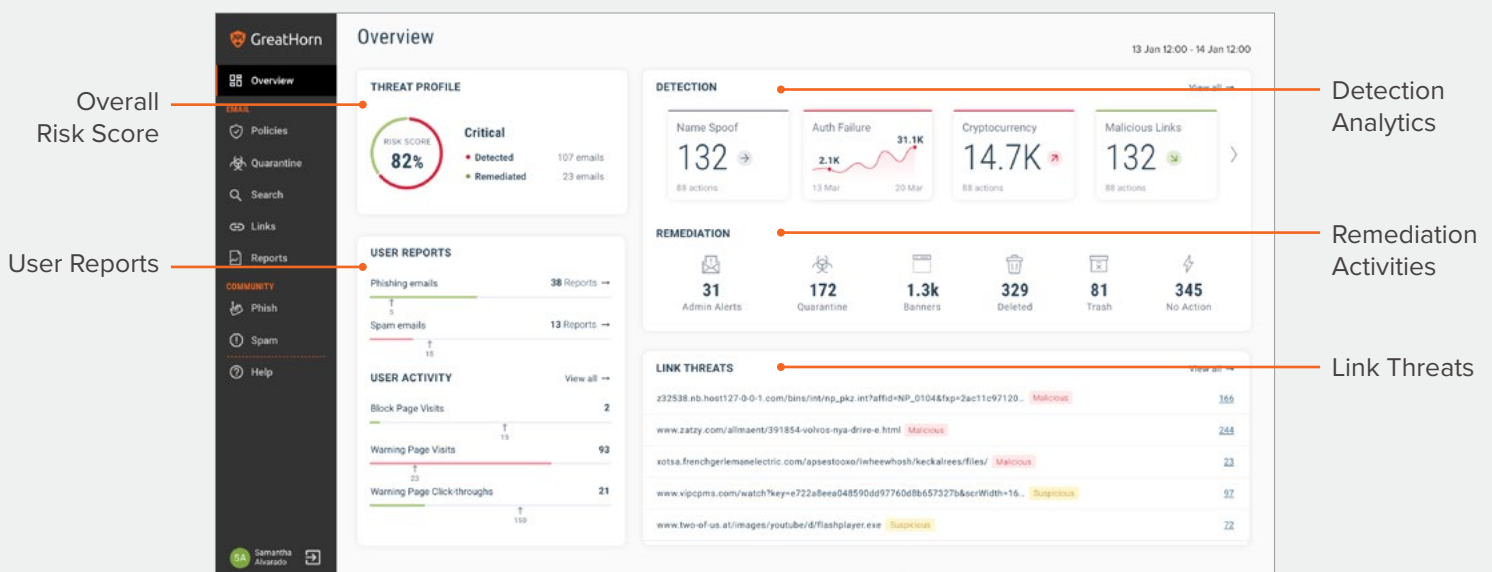 GreatHorn
Overview
EMAIL
Policies
Quarantine
Search
Links
Reports
COMMUNITY
Phish
Spam
Help
SA
Samantha
Alvarado
Overview
13 Jan 12:00 - 14 Jan 12:00
THREAT PROFILE
RISK SCORE
82%
Critical
Detected 107 emails
Remediated 23 emails
USER REPORTS
Phishing emails 38 Reports →
5
Spam emails 13 Reports →
15
USER ACTIVITY View all →
Block Page Visits 2
15
Warning Page Visits 93
23
Warning Page Click-throughs 21
150
DETECTION View all →
Name Spoof
132
88 actions
Auth Failure
31.1K
2.1K
13 Mar 20 Mar
Cryptocurrency
14.7K
88 actions
Malicious Links
132
88 actions
REMEDIATION
31
Admin Alerts
172
Quarantine
1.3k
Banners
329
Deleted
81
Trash
345
No Action
LINK THREATS View all →
z32538.nb.host127-0-0-1.com/bins/int/np_pkz.int?affid=NP_0104&fxp=2ac11c97120... Malicious 166
www.zatzy.com/allmaent/391854-volvos-nya-drive-e.html Malicious 244
xotsa.frenchgerlemanelectric.com/apsestooxo/iwheewhosh/keckalrees/files/ Malicious 23
www.vipcpms.com/watch?key=e722a8eea048590dd97760d8b657327b&scrWidth=16... Suspicious 97
www.two-of-us.at/images/youtube/d/flashplayer.exe Suspicious 72
Overall
Risk Score
User Reports
Detection
Analytics
Remediation
Activities
Link Threats